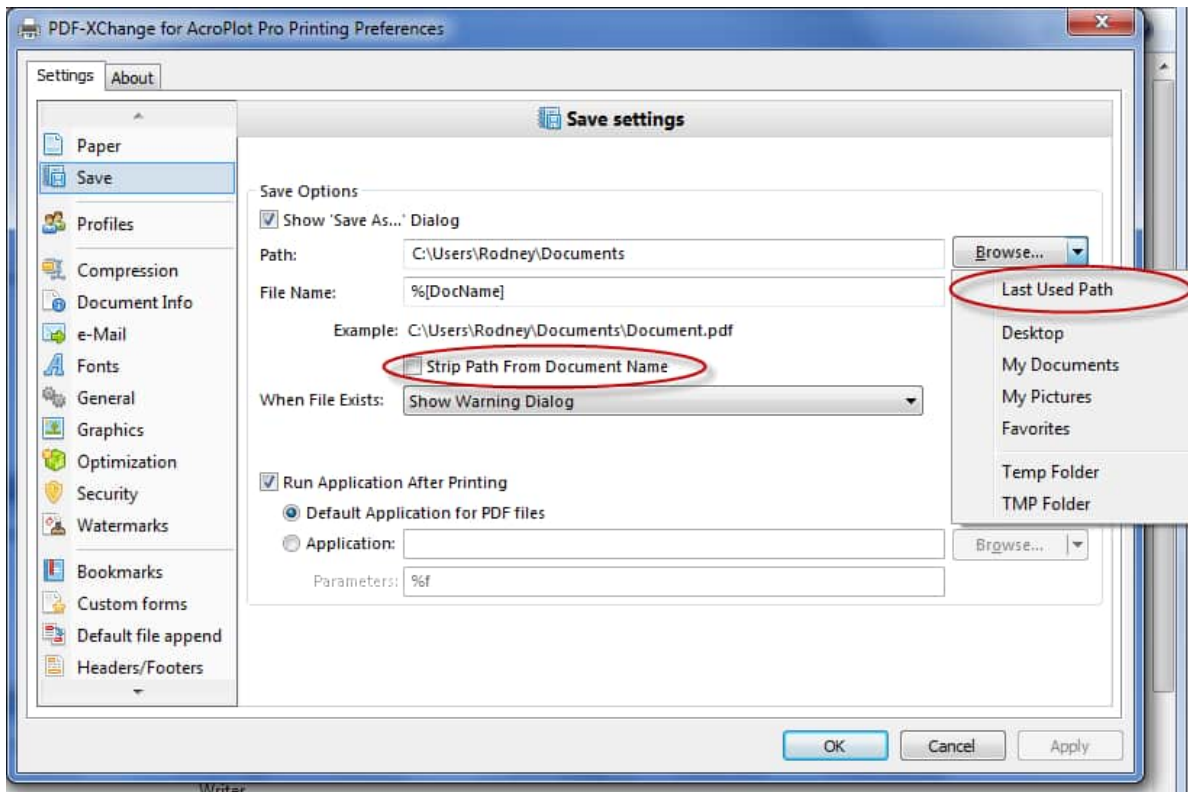 PDF-XChange for AcroPlot Pro Printing Preferences
Settings About
Save settings
Paper
Save
Profiles
Compression
Document Info
e-Mail
Fonts
General
Graphics
Optimization
Security
Watermarks
Bookmarks
Custom forms
Default file append
Headers/Footers
Save Options
Show 'Save As...' Dialog
Path: C:\Users\Rodney\Documents Browse...
File Name: %[DocName]
Example: C:\Users\Rodney\Documents\Document.pdf
Strip Path From Document Name
When File Exists: Show Warning Dialog
Run Application After Printing
Default Application for PDF files
Application: Browse...
Parameters: %f
Last Used Path
Desktop
My Documents
My Pictures
Favorites
Temp Folder
TMP Folder
OK Cancel Apply
Writer